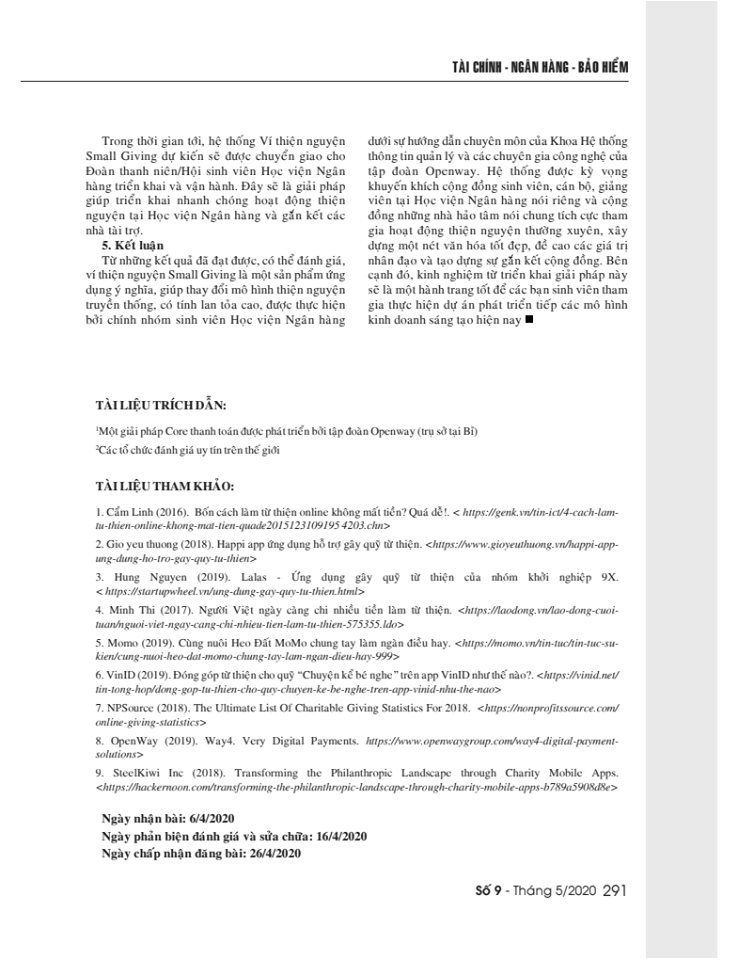 TÀI CHÍNH - NGÂN HÀNG - BẢO HIỂM
Trong thời gian tới, hệ thống Ví thiện nguyện
Small Giving dự kiến sẽ được chuyển giao cho
Đoàn thanh niên/Hội sinh viên Học viện Ngân
hàng triển khai và vận hành. Đây sẽ là giải pháp
giúp triển khai nhanh chóng hoạt động thiện
nguyện tại Học viện Ngân hàng và gắn kết các
nhà tài trợ.
5. Kết luận
Từ những kết quả đã đạt được, có thể đánh giá,
ví thiện nguyện Small Giving là một sản phẩm ứng
dụng ý nghĩa, giúp thay đổi mô hình thiện nguyện
truyền thống, có tính lan tỏa cao, được thực hiện
bởi chính nhóm sinh viên Học viện Ngân hàng
dưới sự hướng dẫn chuyên môn của Khoa Hệ thống
thông tin quản lý và các chuyên gia công nghệ của
tập đoàn Openway. Hệ thống được kỳ vọng
khuyến khích cộng đồng sinh viên, cán bộ, giảng
viên tại Học viện Ngân hàng nói riêng và cộng
đồng những nhà hảo tâm nói chung tích cực tham
gia hoạt động thiện nguyện thường xuyên, xây
dựng một nét văn hóa tốt đẹp, đề cao các giá trị
nhân đạo và tạo dựng sự gắn kết cộng đồng. Bên
cạnh đó, kinh nghiệm từ triển khai giải pháp này
sẽ là một hành trang tốt để các bạn sinh viên tham
gia thực hiện dự án phát triển tiếp các mô hình
kinh doanh sáng tạo hiện nay ■
TÀI LIỆU TRÍCH DẪN:
¹Một giải pháp Core thanh toán được phát triển bởi tập đoàn Openway (trụ sở tại Bỉ)
²Các tổ chức đánh giá uy tín trên thế giới
TÀI LIỆU THAM KHẢO:
1. Cẩm Linh (2016). Bốn cách làm từ thiện online không mất tiền? Quá dễ!. < https://genk.vn/tin-ict/4-cach-lam-
tu-thien-online-khong-mat-tien-quade2015123109195 4203.chn>
2. Gio yeu thuong (2018). Happi app ứng dụng hỗ trợ gây quỹ từ thiện. <https://www.gioyeuthuong.vn/happi-app-
ung-dung-ho-tro-gay-quy-tu-thien>
3. Hung Nguyen (2019). Lalas - Ứng dụng gây quỹ từ thiện của nhóm khởi nghiệp 9X.
< https://startupwheel.vn/ung-dung-gay-quy-tu-thien.html>
4. Minh Thi (2017). Người Việt ngày càng chi nhiều tiền làm từ thiện. <https://laodong.vn/lao-dong-cuoi-
tuan/nguoi-viet-ngay-cang-chi-nhieu-tien-lam-tu-thien-575355.ldo>
5. Momo (2019). Cùng nuôi Heo Đất MoMo chung tay làm ngàn điều hay. <https://momo.vn/tin-tuc/tin-tuc-su-
kien/cung-nuoi-heo-dat-momo-chung-tay-lam-ngan-dieu-hay-999>
6. VinID (2019). Đóng góp từ thiện cho quỹ “Chuyện kể bé nghe” trên app VinID như thế nào?. <https://vinid.net/
tin-tong-hop/dong-gop-tu-thien-cho-quy-chuyen-ke-be-nghe-tren-app-vinid-nhu-the-nao>
7. NPSource (2018). The Ultimate List Of Charitable Giving Statistics For 2018. <https://nonprofitssource.com/
online-giving-statistics>
8. OpenWay (2019). Way4. Very Digital Payments. https://www.openwaygroup.com/way4-digital-payment-
solutions>
9. SteelKiwi Inc (2018). Transforming the Philanthropic Landscape through Charity Mobile Apps.
<https://hackernoon.com/transforming-the-philanthropic-landscape-through-charity-mobile-apps-b789a5908d8e>
Ngày nhận bài: 6/4/2020
Ngày phản biện đánh giá và sửa chữa: 16/4/2020
Ngày chấp nhận đăng bài: 26/4/2020
Số 9 - Tháng 5/2020 291